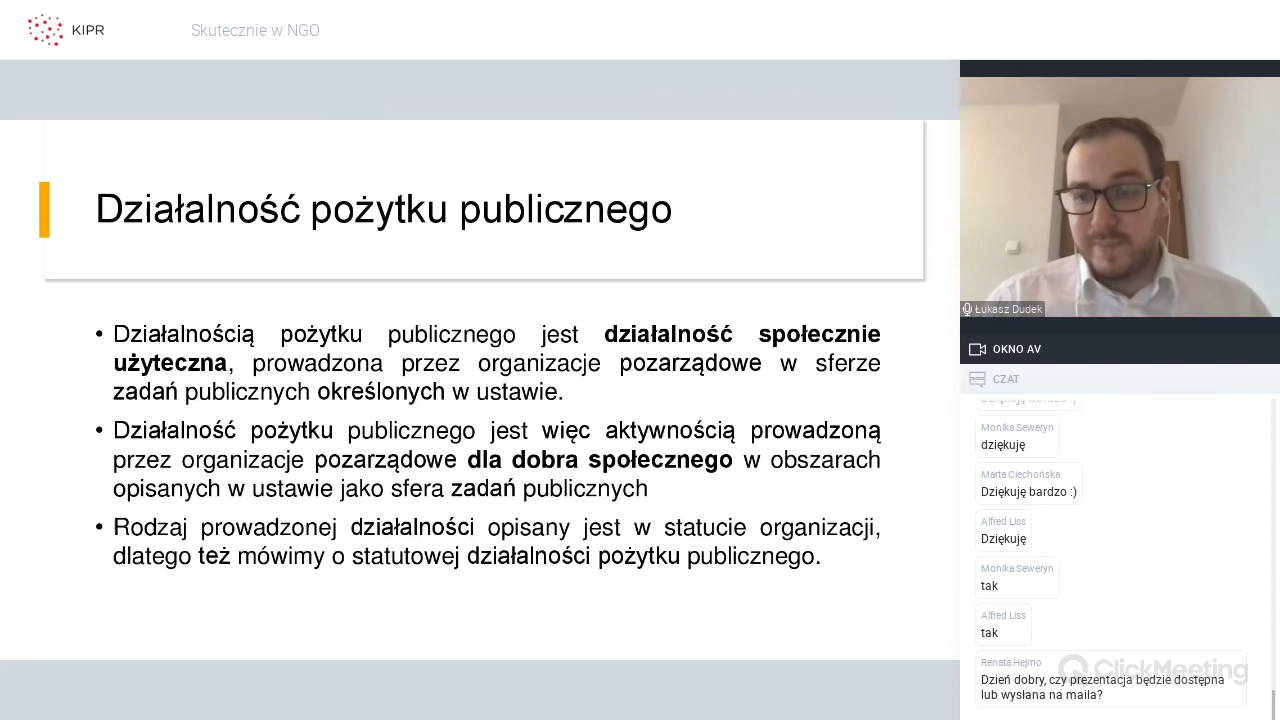 KIPR
Skutecznie w NGO
Działalność pożytku publicznego
• Działalnością pożytku publicznego jest działalność społecznie
użyteczna, prowadzona przez organizacje pozarządowe w sferze
zadań publicznych określonych w ustawie.
• Działalność pożytku publicznego jest więc aktywnością prowadzoną
przez organizacje pozarządowe dla dobra społecznego w obszarach
opisanych w ustawie jako sfera zadań publicznych
• Rodzaj prowadzonej działalności opisany jest w statucie organizacji,
dlatego też mówimy o statutowej działalności pożytku publicznego.
Łukasz Dudek
OKNO AV
CZAT
Dziękuję bardzo :)
Monika Seweryn
dziękuję
Marta Ciechońska
Dziękuję bardzo :)
Alfred Liss
Dziękuję
Monika Seweryn
tak
Alfred Liss
tak
Renata Hejmo
Dzień dobry, czy prezentacja będzie dostępna
lub wysłana na maila?
ClickMeeting